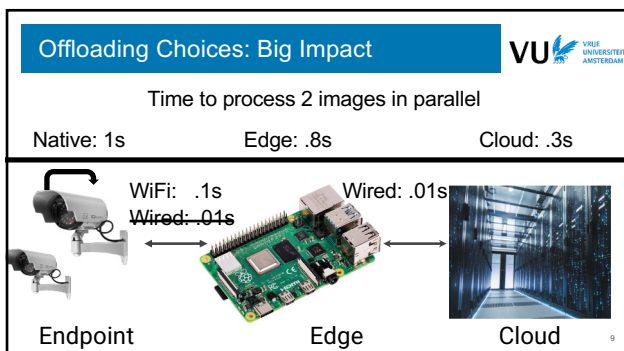 Offloading Choices: Big Impact
VU VRIJE
UNIVERSITEIT
AMSTERDAM
Time to process 2 images in parallel
Native: 1s Edge: .8s Cloud: .3s
WiFi: .1s Wired: .01s
Wired: .01s
Endpoint Edge Cloud
9